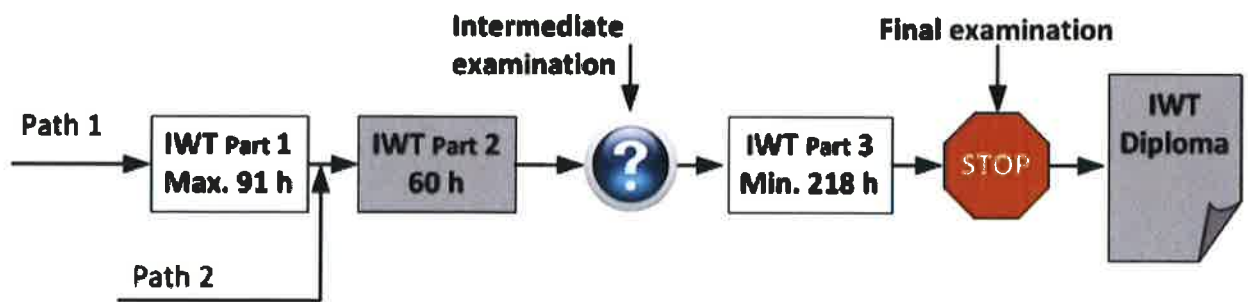 Intermediate
examination
Final examination
Path 1
IWT Part 1
Max. 91 h
IWT Part 2
60 h
?
IWT Part 3
Min. 218 h
STOP
IWT
Diploma
Path 2